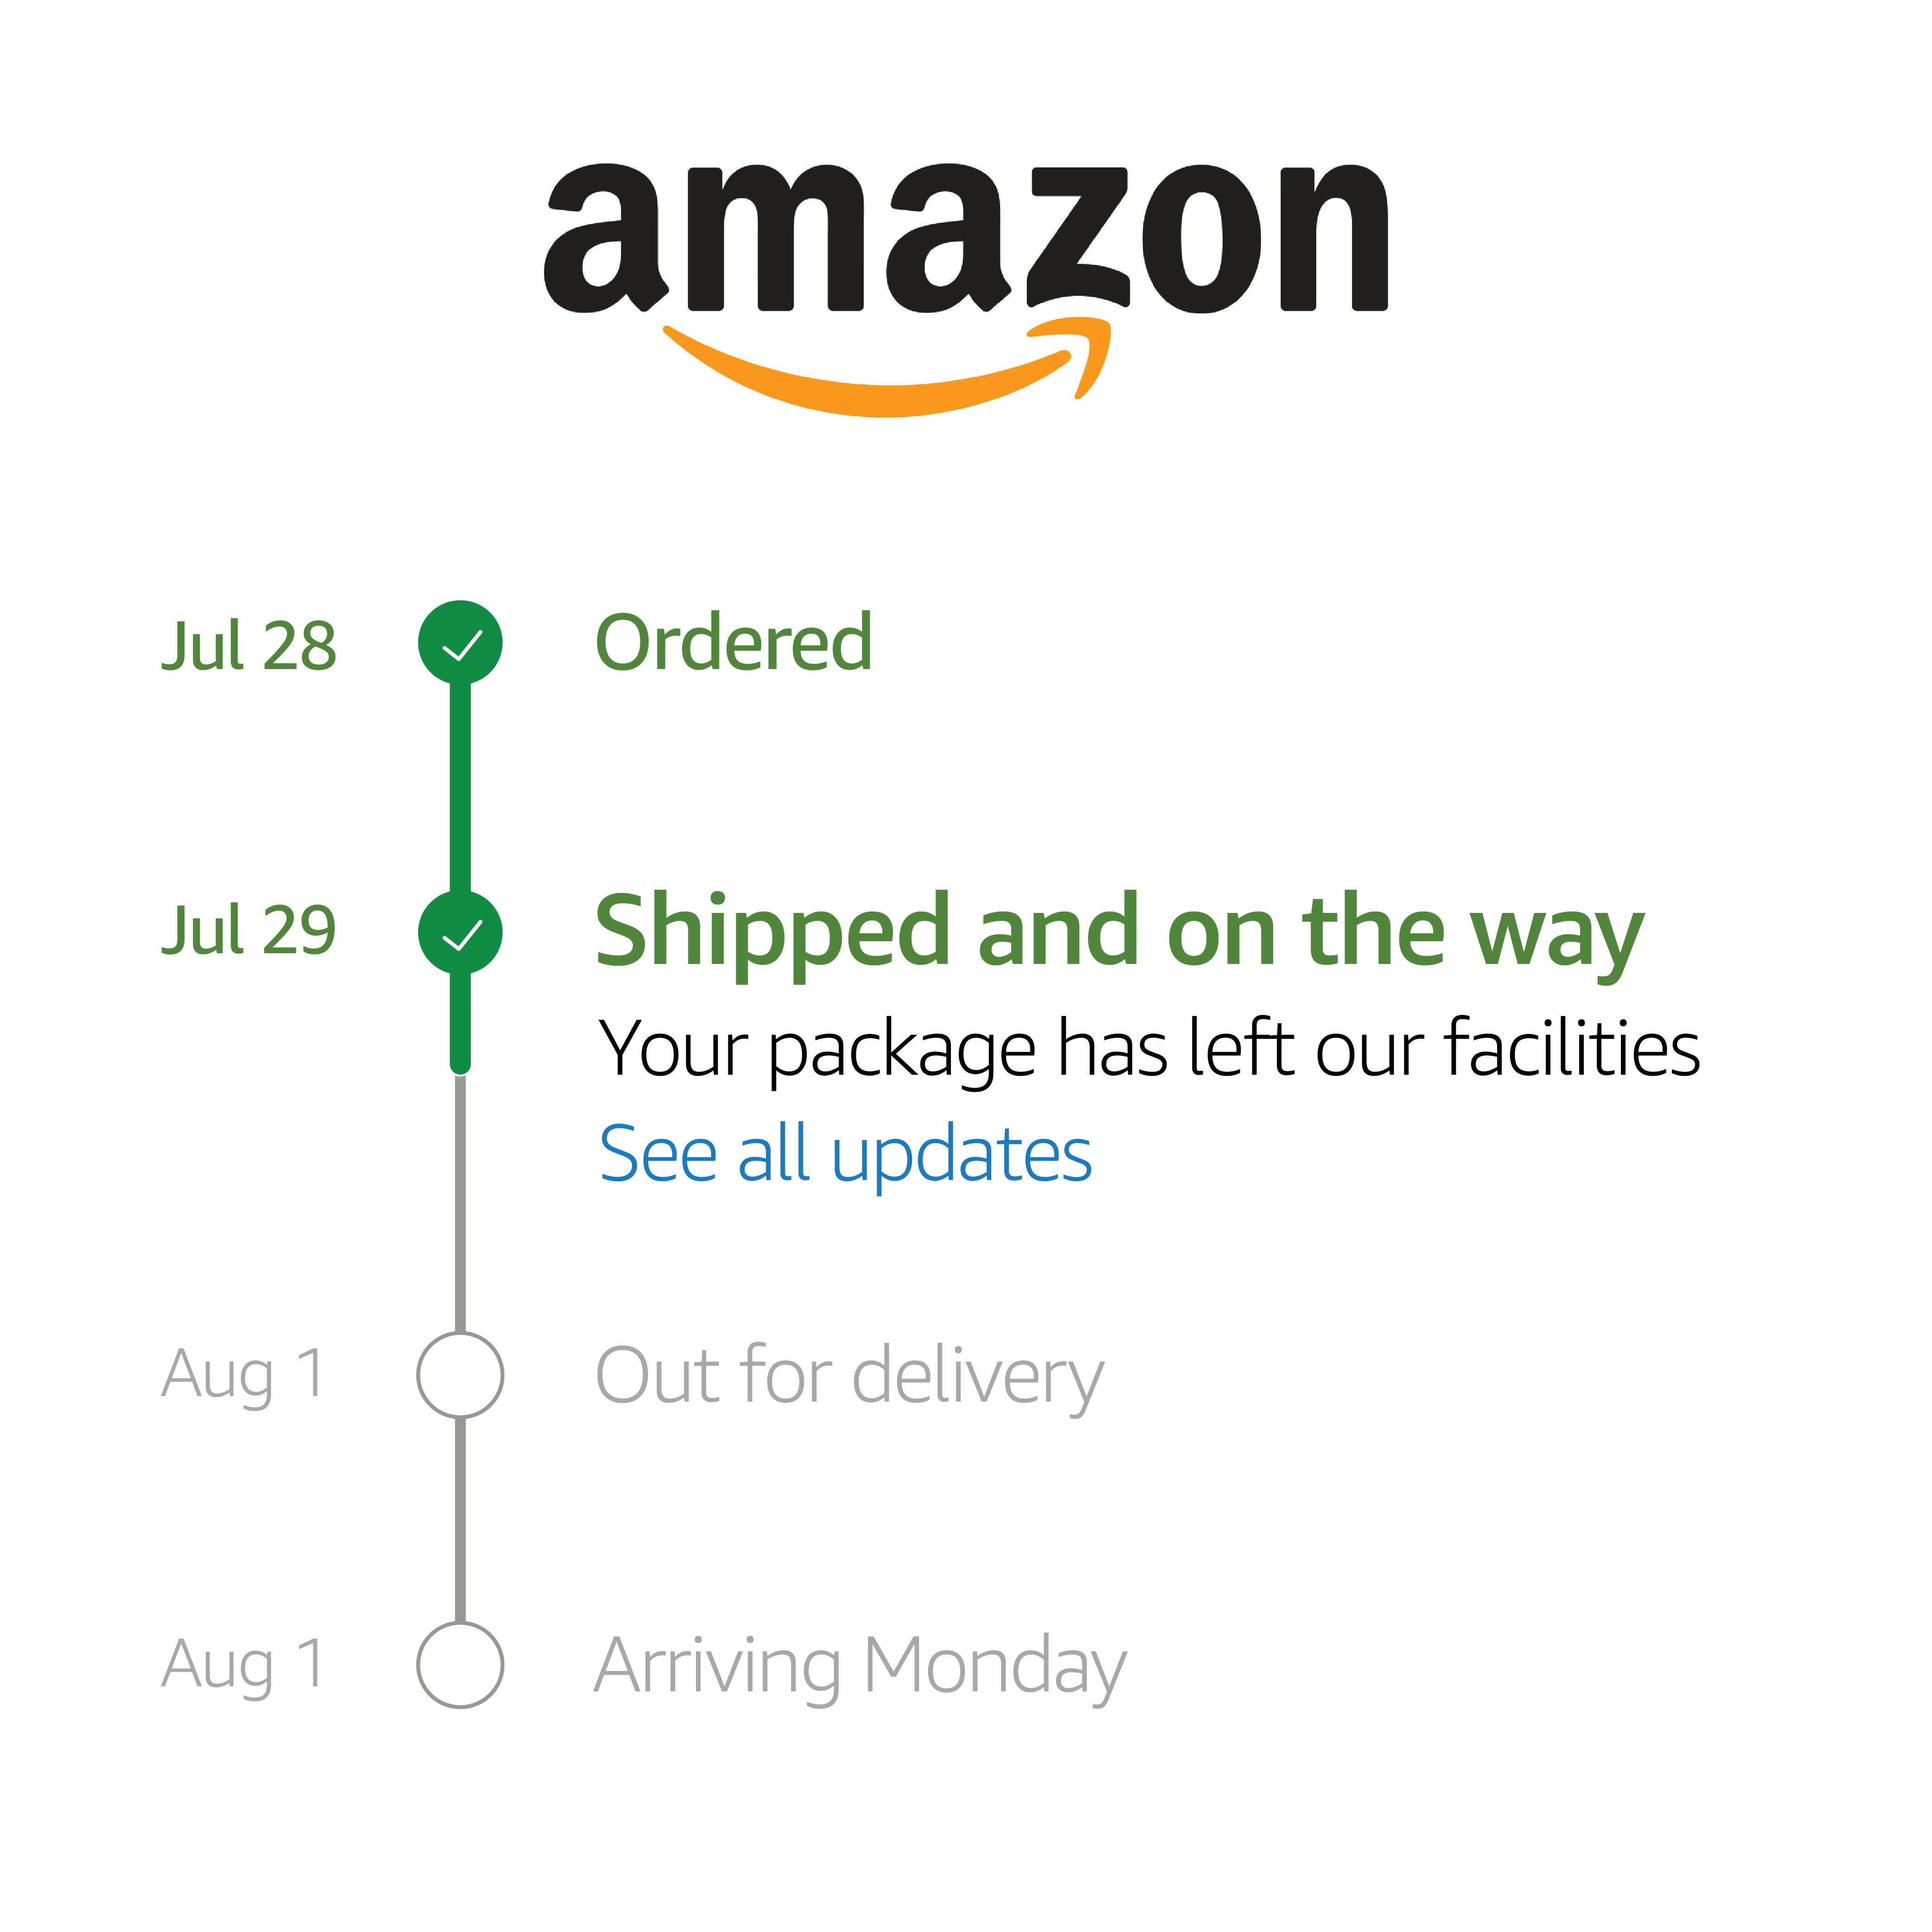 amazon
Jul 28 Ordered
Jul 29 Shipped and on the way
Your package has left our facilities
See all updates
Aug 1 Out for delivery
Aug 1 Arriving Monday